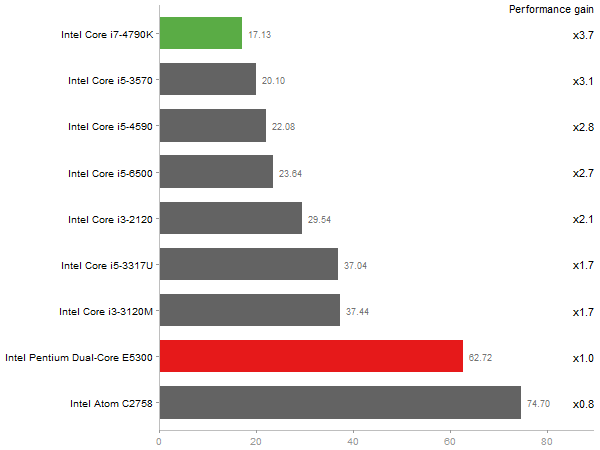 Performance gain
Intel Core i7-4790K 17.13 x3.7
Intel Core i5-3570 20.10 x3.1
Intel Core i5-4590 22.08 x2.8
Intel Core i5-6500 23.64 x2.7
Intel Core i3-2120 29.54 x2.1
Intel Core i5-3317U 37.04 x1.7
Intel Core i3-3120M 37.44 x1.7
Intel Pentium Dual-Core E5300 62.72 x1.0
Intel Atom C2758 74.70 x0.8
0 20 40 60 80